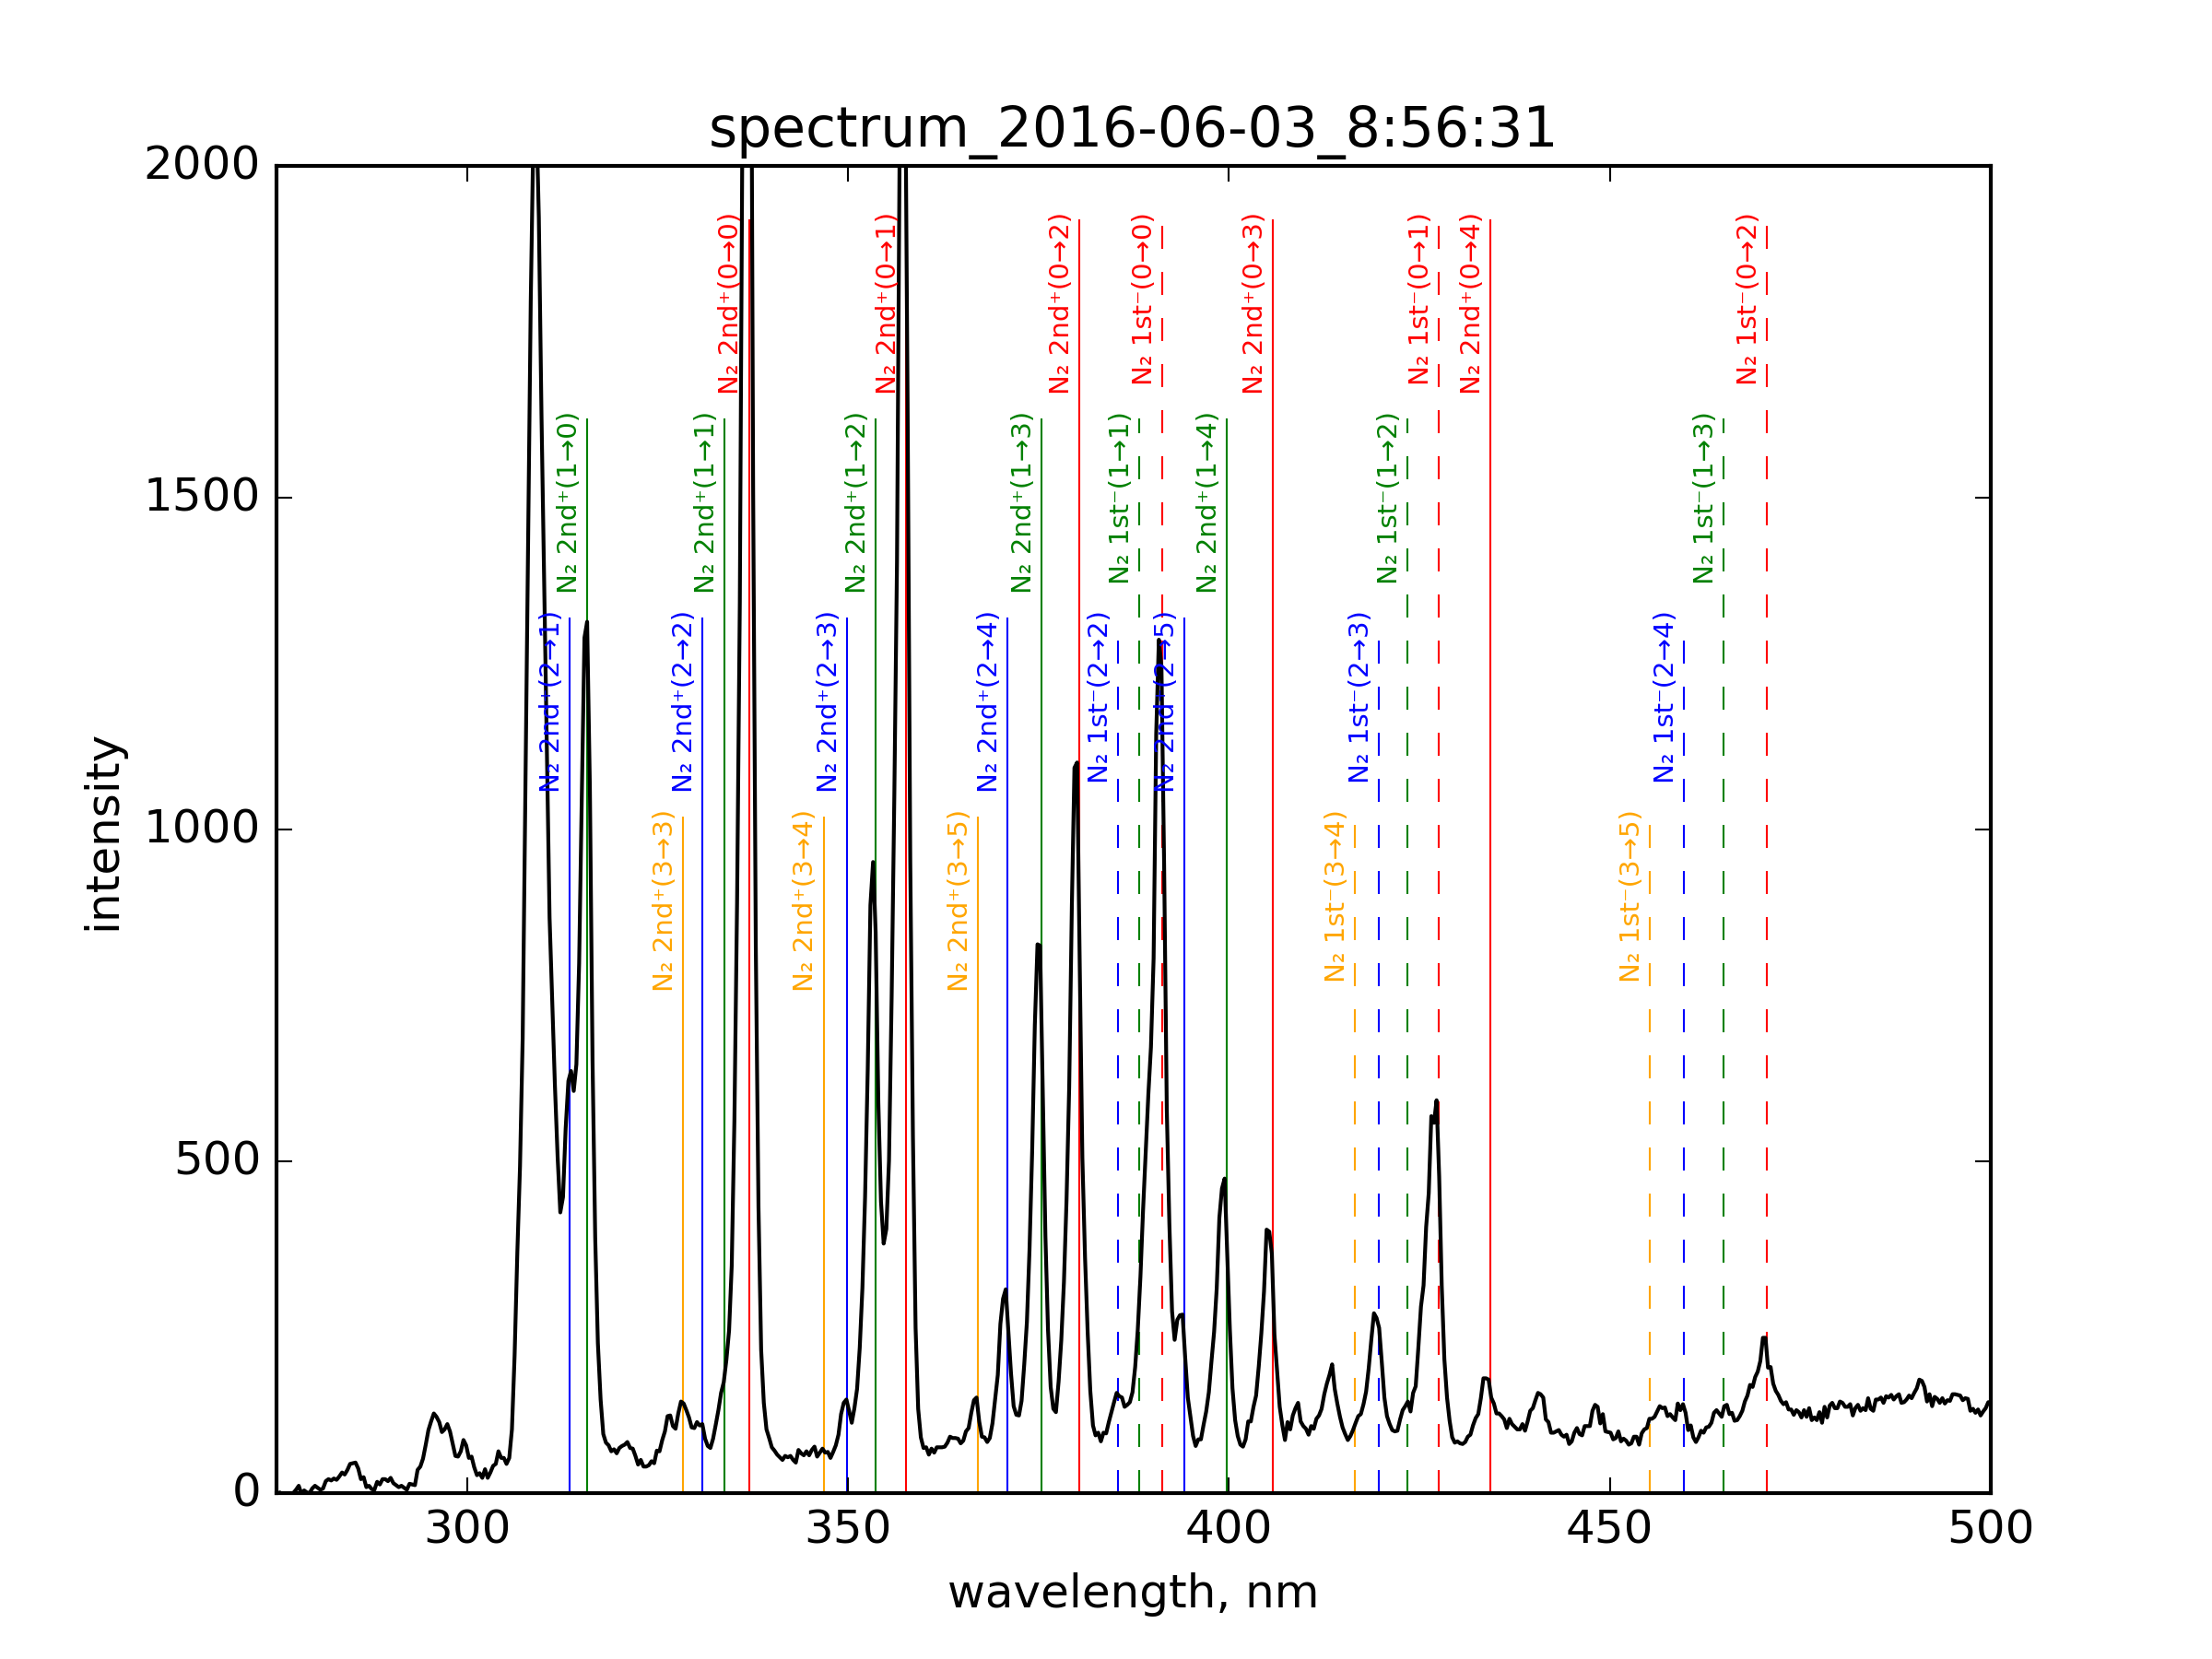 spectrum_2016-06-03_8:56:31
2000
1500
1000
500
0
intensity
N₂ 2nd⁺(0→0)
N₂ 2nd⁺(0→1)
N₂ 2nd⁺(0→2)
N₂ 1st⁻(0→0)
N₂ 2nd⁺(0→3)
N₂ 1st⁻(0→1)
N₂ 2nd⁺(0→4)
N₂ 1st⁻(0→2)
N₂ 2nd⁺(1→0)
N₂ 2nd⁺(1→1)
N₂ 2nd⁺(1→2)
N₂ 2nd⁺(1→3)
N₂ 1st⁻(1→1)
N₂ 2nd⁺(1→4)
N₂ 1st⁻(1→2)
N₂ 1st⁻(1→3)
N₂ 2nd⁺(2→1)
N₂ 2nd⁺(2→2)
N₂ 2nd⁺(2→3)
N₂ 2nd⁺(2→4)
N₂ 1st⁻(2→2)
N₂ 2nd⁺(2→5)
N₂ 1st⁻(2→3)
N₂ 1st⁻(2→4)
N₂ 2nd⁺(3→3)
N₂ 2nd⁺(3→4)
N₂ 2nd⁺(3→5)
N₂ 1st⁻(3→4)
N₂ 1st⁻(3→5)
300 350 400 450 500
wavelength, nm